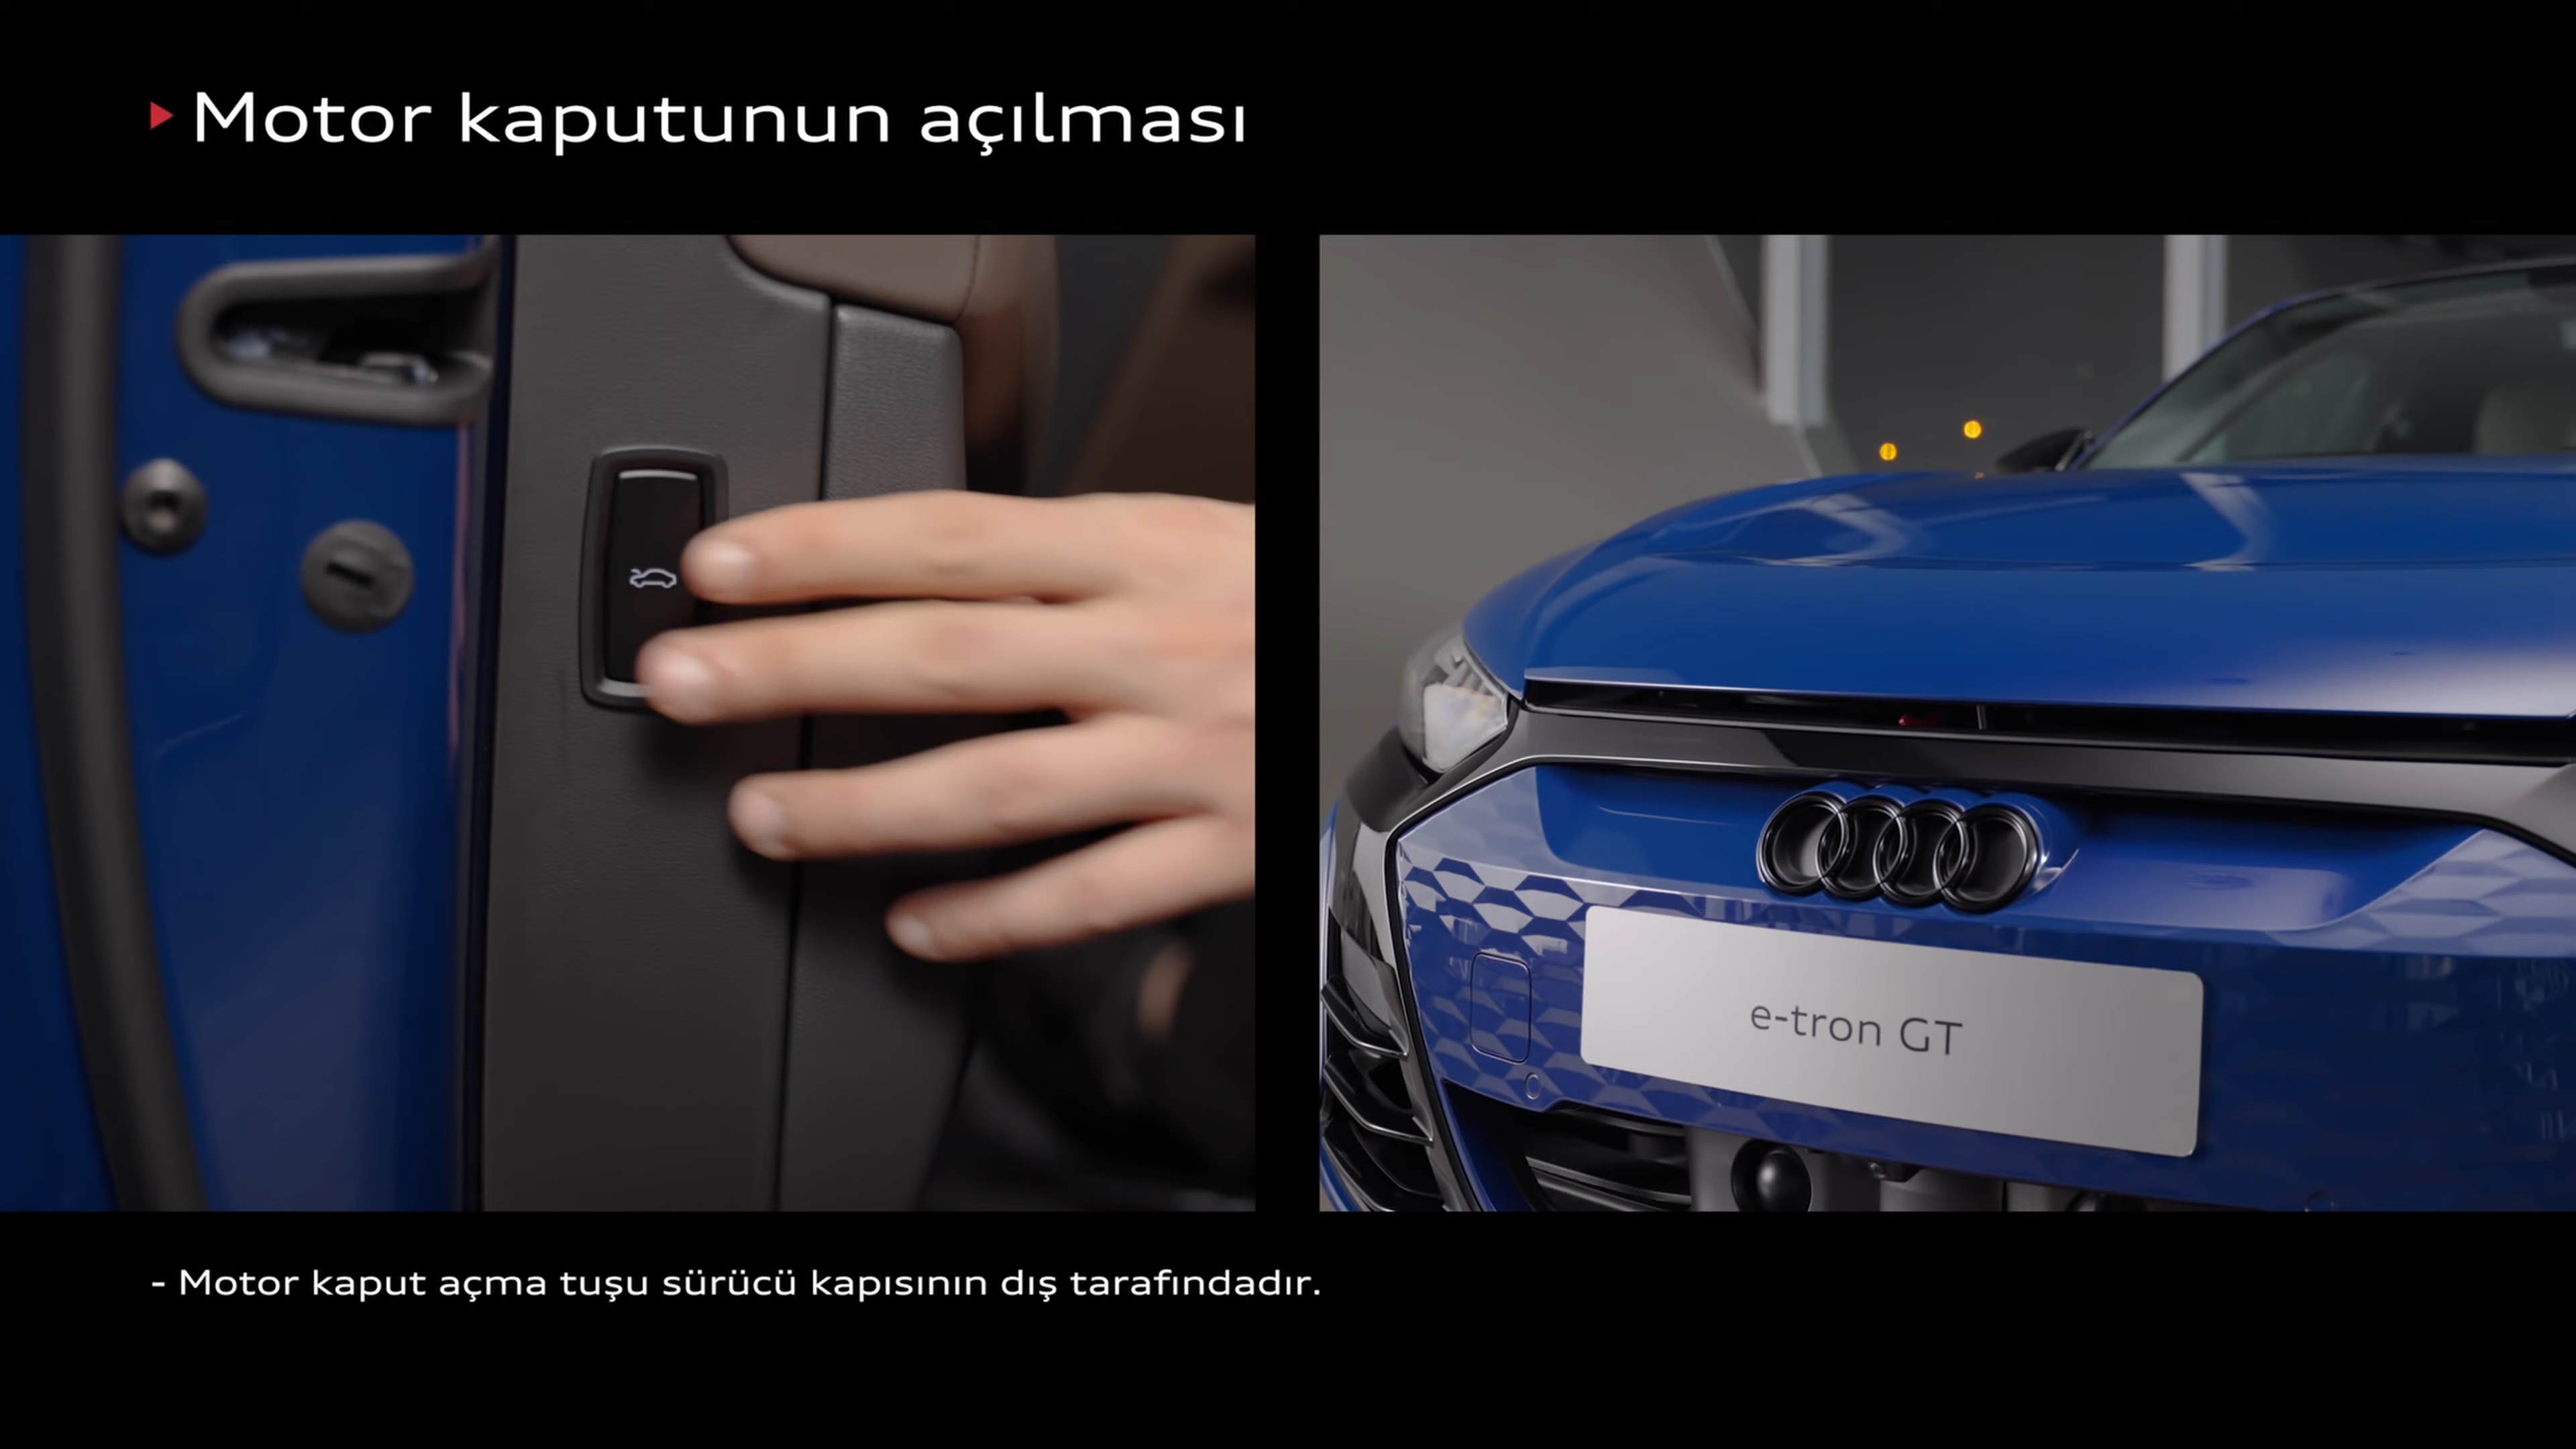 Motor kaputunun açılması
e-tron GT
- Motor kaput açma tuşu sürücü kapısının dış tarafındadır.